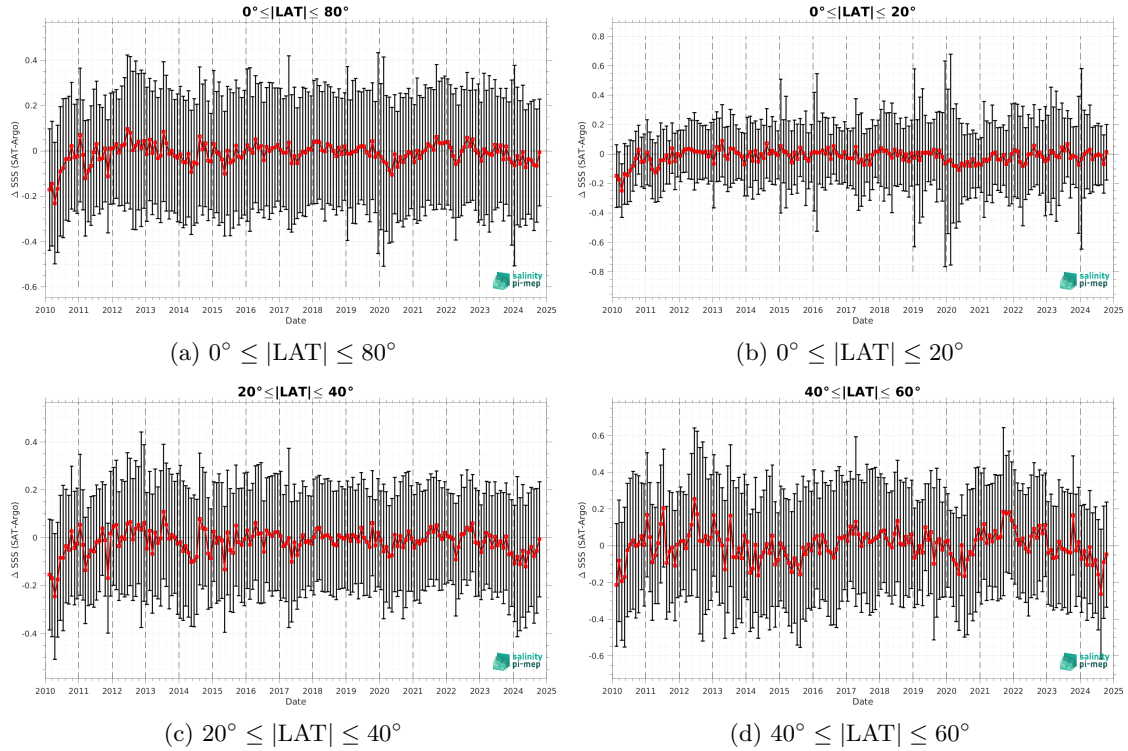 0°≤|LAT|≤ 80°
Δ SSS (SAT-Argo)
0.4
0.2
0
-0.2
-0.4
-0.6
2010 2011 2012 2013 2014 2015 2016 2017 2018 2019 2020 2021 2022 2023 2024 2025
Date
salinity
pi-mep
(a) 0° ≤ |LAT| ≤ 80°
0°≤|LAT|≤ 20°
Δ SSS (SAT-Argo)
0.8
0.6
0.4
0.2
0
-0.2
-0.4
-0.6
-0.8
2010 2011 2012 2013 2014 2015 2016 2017 2018 2019 2020 2021 2022 2023 2024 2025
Date
salinity
pi-mep
(b) 0° ≤ |LAT| ≤ 20°
20°≤|LAT|≤ 40°
Δ SSS (SAT-Argo)
0.4
0.2
0
-0.2
-0.4
2010 2011 2012 2013 2014 2015 2016 2017 2018 2019 2020 2021 2022 2023 2024 2025
Date
salinity
pi-mep
(c) 20° ≤ |LAT| ≤ 40°
40°≤|LAT|≤ 60°
Δ SSS (SAT-Argo)
0.6
0.4
0.2
0
-0.2
-0.4
-0.6
2010 2011 2012 2013 2014 2015 2016 2017 2018 2019 2020 2021 2022 2023 2024 2025
Date
salinity
pi-mep
(d) 40° ≤ |LAT| ≤ 60°